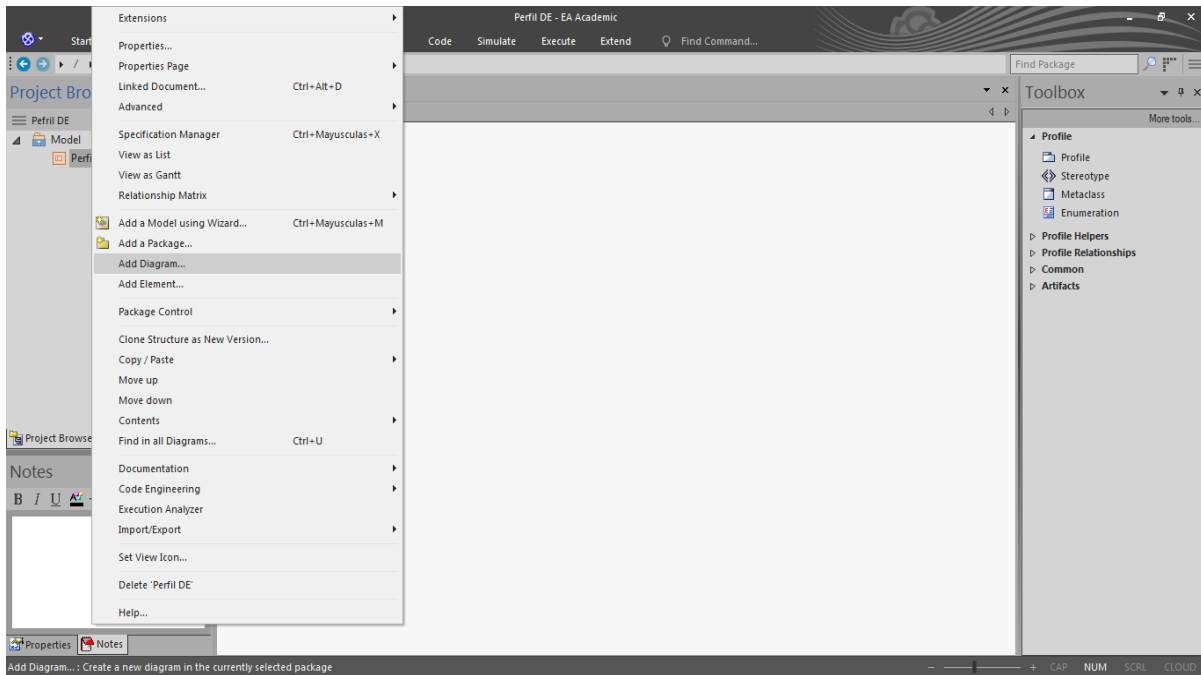 Perfil DE - EA Academic
Start
Code Simulate Execute Extend Find Command...
Find Package
Project Bro
Pefril DE
Model
Perfi
Project Browse
Notes
B I U
Properties Notes
Extensions
Properties...
Properties Page
Linked Document... Ctrl+Alt+D
Advanced
Specification Manager Ctrl+Mayusculas+X
View as List
View as Gantt
Relationship Matrix
Add a Model using Wizard... Ctrl+Mayusculas+M
Add a Package...
Add Diagram...
Add Element...
Package Control
Clone Structure as New Version...
Copy / Paste
Move up
Move down
Contents
Find in all Diagrams... Ctrl+U
Documentation
Code Engineering
Execution Analyzer
Import/Export
Set View Icon...
Delete 'Perfil DE'
Help...
Toolbox
More tools...
Profile
Profile
Stereotype
Metaclass
Enumeration
Profile Helpers
Profile Relationships
Common
Artifacts
Add Diagram... : Create a new diagram in the currently selected package
CAP NUM SCRL CLOUD